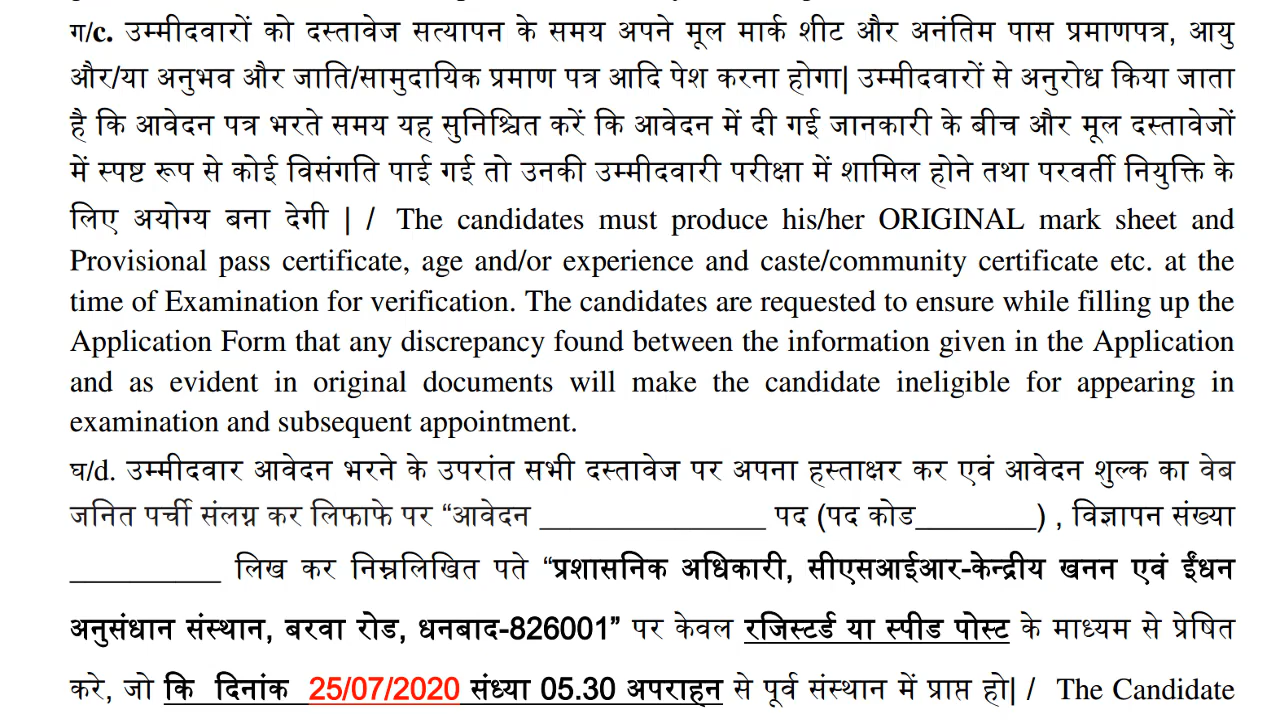 ग/c. उम्मीदवारों को दस्तावेज सत्यापन के समय अपने मूल मार्क शीट और अनंतिम पास प्रमाणपत्र, आयु
और/या अनुभव और जाति/सामुदायिक प्रमाण पत्र आदि पेश करना होगा| उम्मीदवारों से अनुरोध किया जाता
है कि आवेदन पत्र भरते समय यह सुनिश्चित करें कि आवेदन में दी गई जानकारी के बीच और मूल दस्तावेजों
में स्पष्ट रूप से कोई विसंगति पाई गई तो उनकी उम्मीदवारी परीक्षा में शामिल होने तथा परवर्ती नियुक्ति के
लिए अयोग्य बना देगी | / The candidates must produce his/her ORIGINAL mark sheet and
Provisional pass certificate, age and/or experience and caste/community certificate etc. at the
time of Examination for verification. The candidates are requested to ensure while filling up the
Application Form that any discrepancy found between the information given in the Application
and as evident in original documents will make the candidate ineligible for appearing in
examination and subsequent appointment.
घ/d. उम्मीदवार आवेदन भरने के उपरांत सभी दस्तावेज पर अपना हस्ताक्षर कर एवं आवेदन शुल्क का वेब
जनित पर्ची संलग्न कर लिफाफे पर “आवेदन _______________ पद (पद कोड________) , विज्ञापन संख्या
__________ लिख कर निम्नलिखित पते “प्रशासनिक अधिकारी, सीएसआईआर-केन्द्रीय खनन एवं ईंधन
अनुसंधान संस्थान, बरवा रोड, धनबाद-826001” पर केवल रजिस्टर्ड या स्पीड पोस्ट के माध्यम से प्रेषित
करे, जो कि दिनांक 25/07/2020 संध्या 05.30 अपराहन से पूर्व संस्थान में प्राप्त हो| / The Candidate